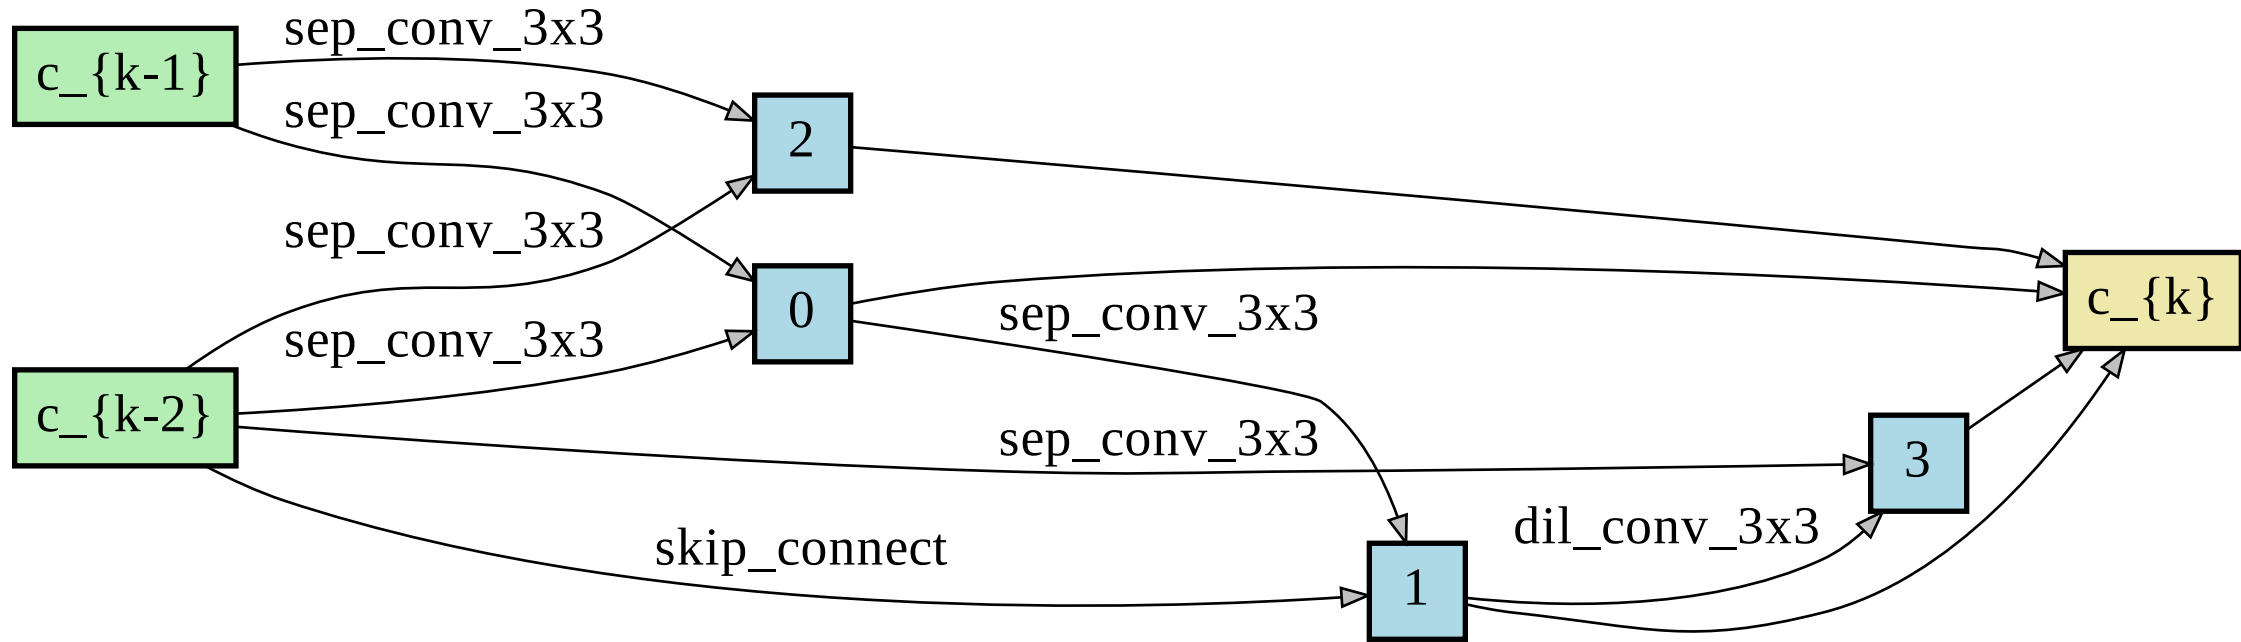 sep_conv_3x3
c_{k-1}
sep_conv_3x3
2
sep_conv_3x3
0
sep_conv_3x3
c_{k}
sep_conv_3x3
c_{k-2}
sep_conv_3x3
3
dil_conv_3x3
skip_connect
1